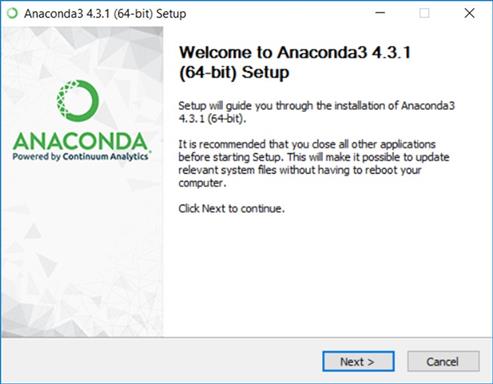 Anaconda3 4.3.1 (64-bit) Setup
Welcome to Anaconda3 4.3.1
(64-bit) Setup
Setup will guide you through the installation of Anaconda3
4.3.1 (64-bit).
It is recommended that you close all other applications
before starting Setup. This will make it possible to update
relevant system files without having to reboot your
computer.
Click Next to continue.
ANACONDA
Powered by Continuum Analytics
Next >
Cancel